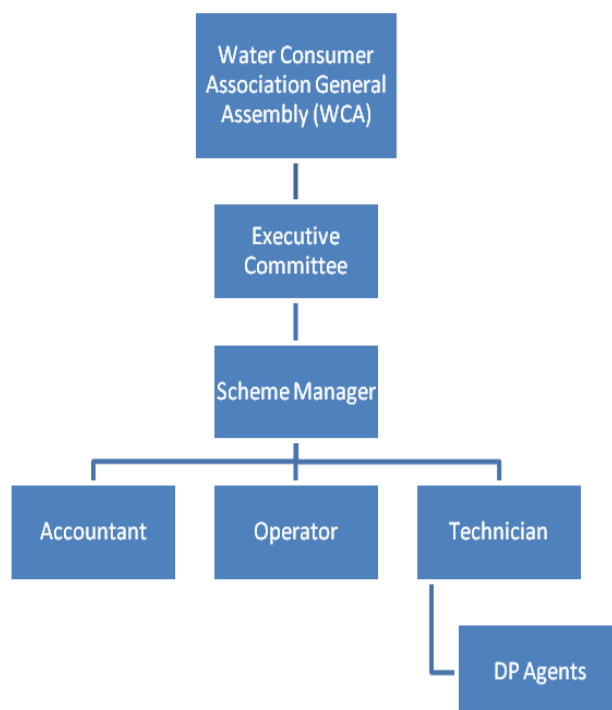 Water Consumer
Association General
Assembly (WCA)
Executive
Committee
Scheme Manager
Accountant
Operator
Technician
DP Agents